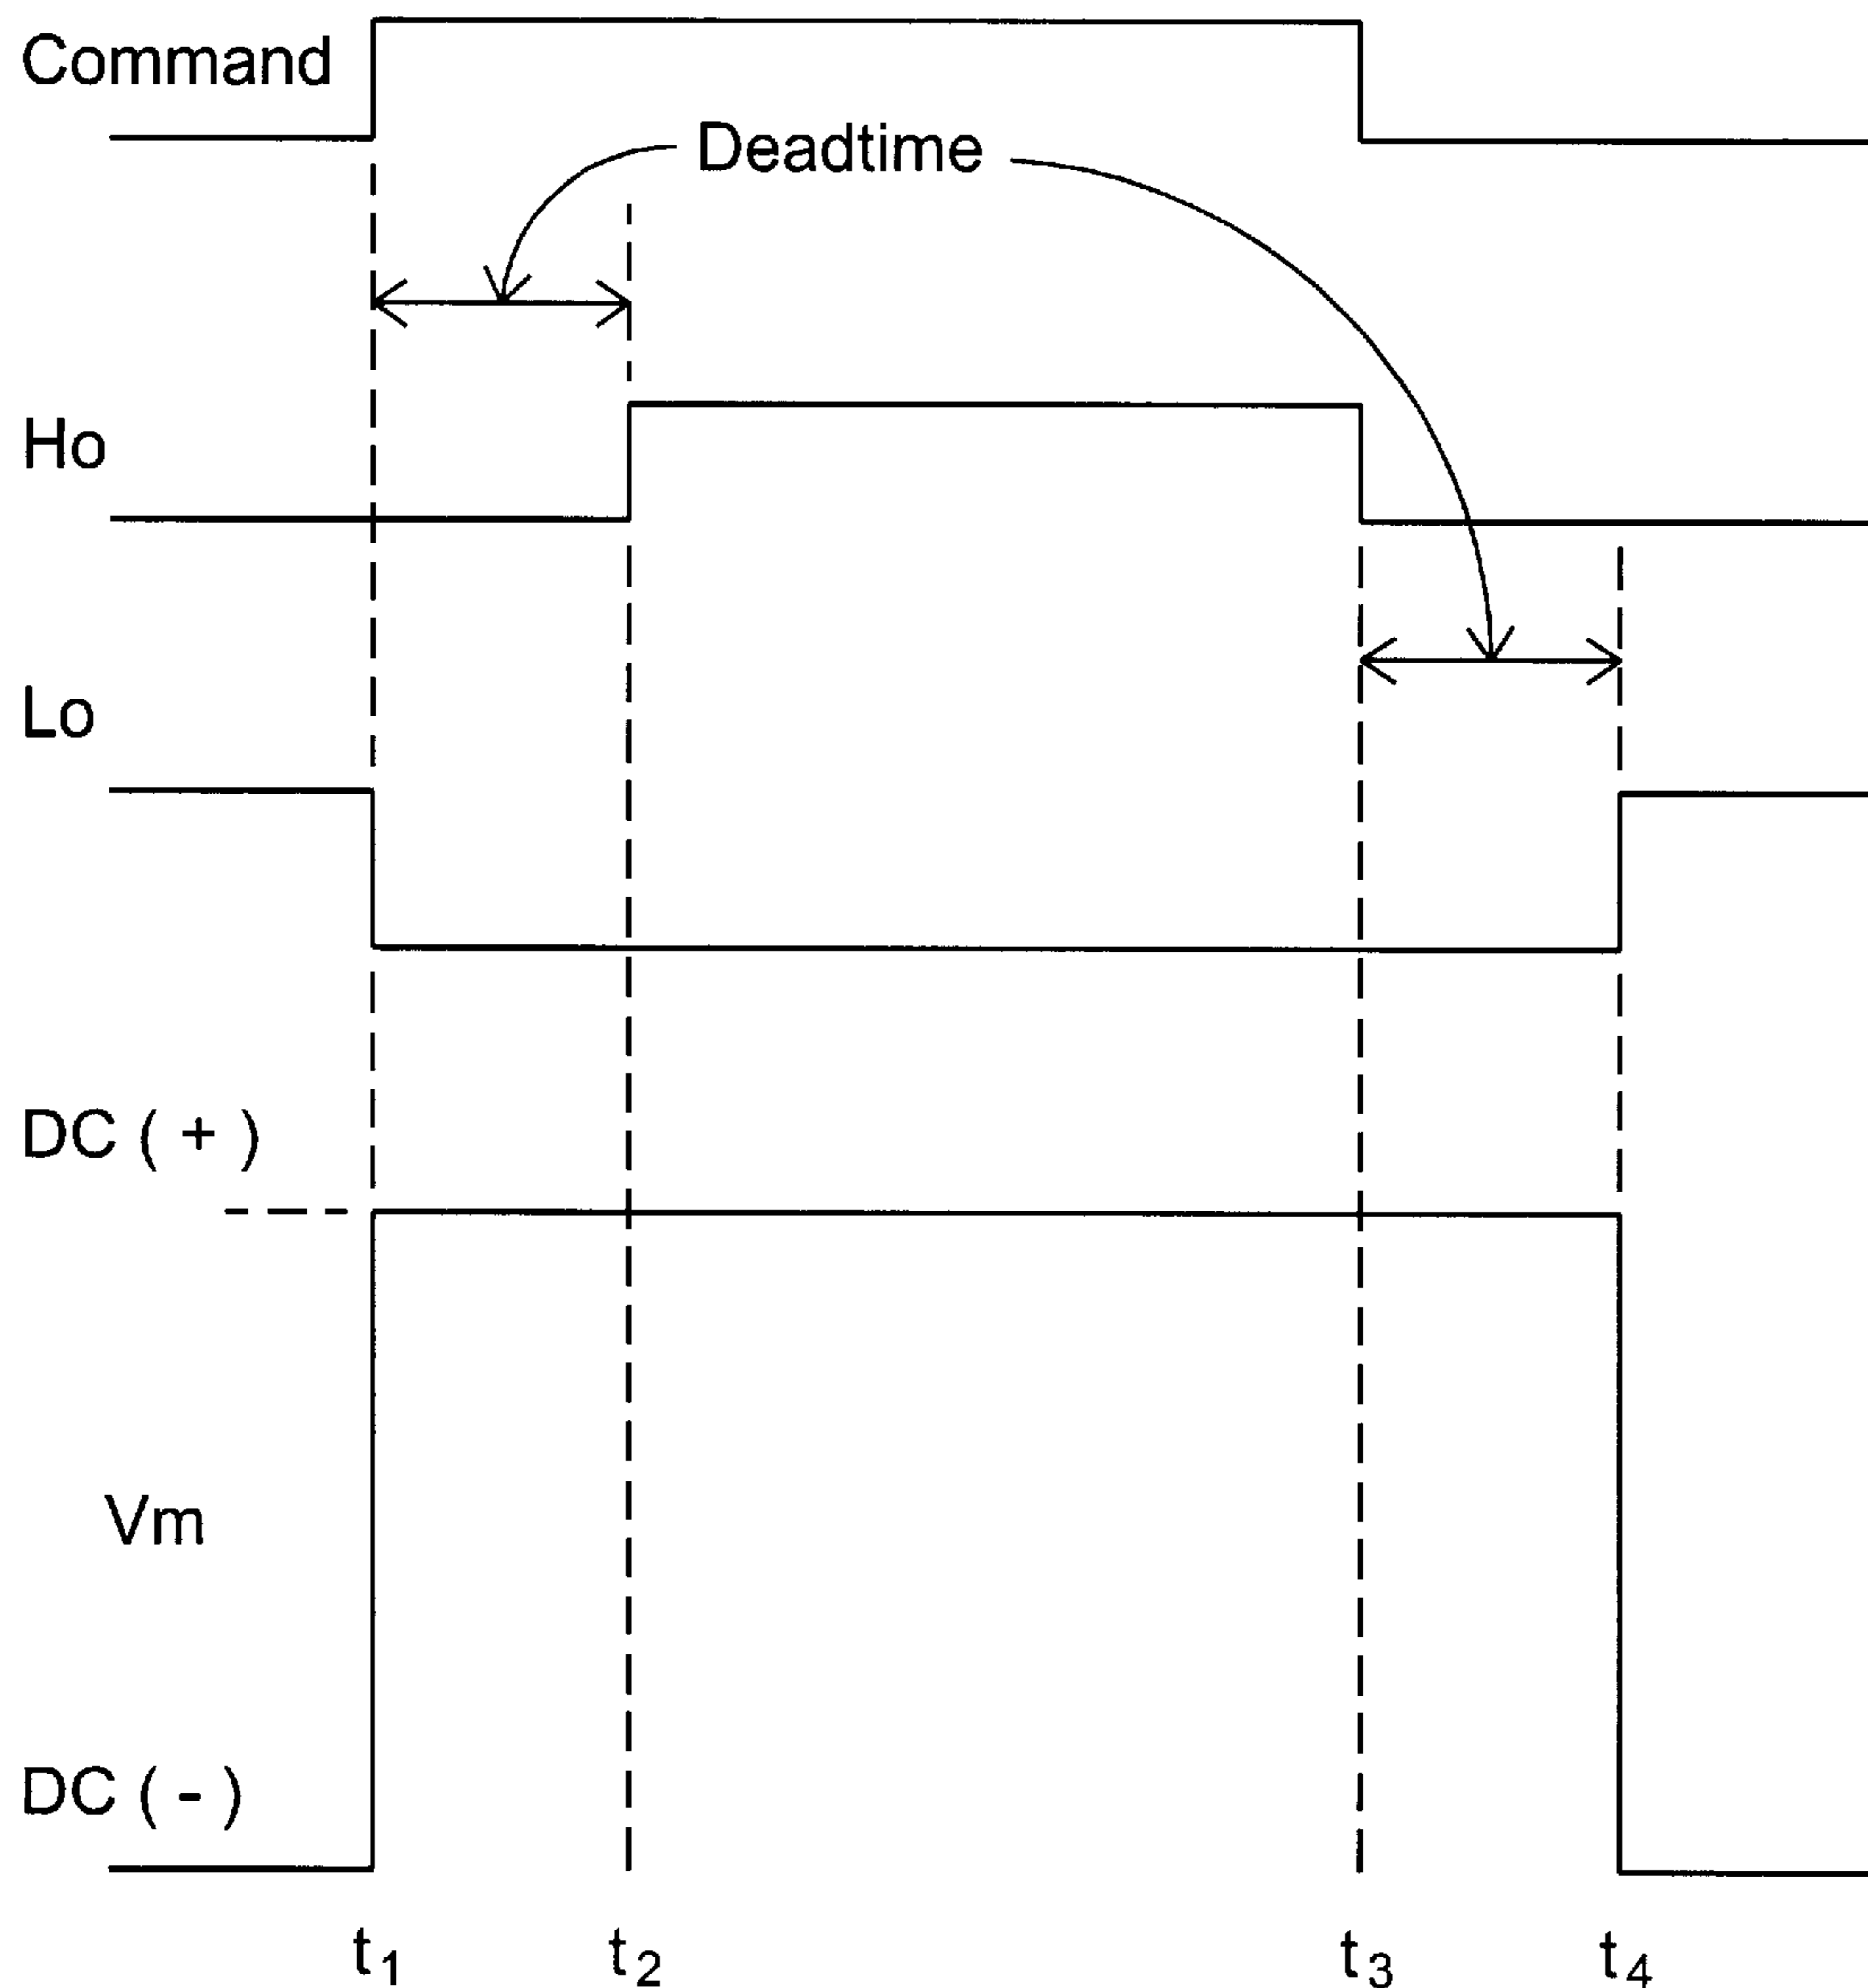 Command
Deadtime
Ho
Lo
DC ( + )
Vm
DC ( - )
t1 t2 t3 t4